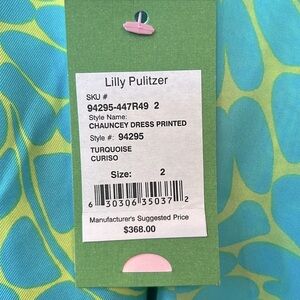 Lilly Pulitzer
SKU #
94295-447R49 2
Style Name:
CHAUNCEY DRESS PRINTED
Style #: 94295
TURQUOISE
CURISO
Size: 2
6 30306 35037 2
Manufacturer's Suggested Price
$368.00